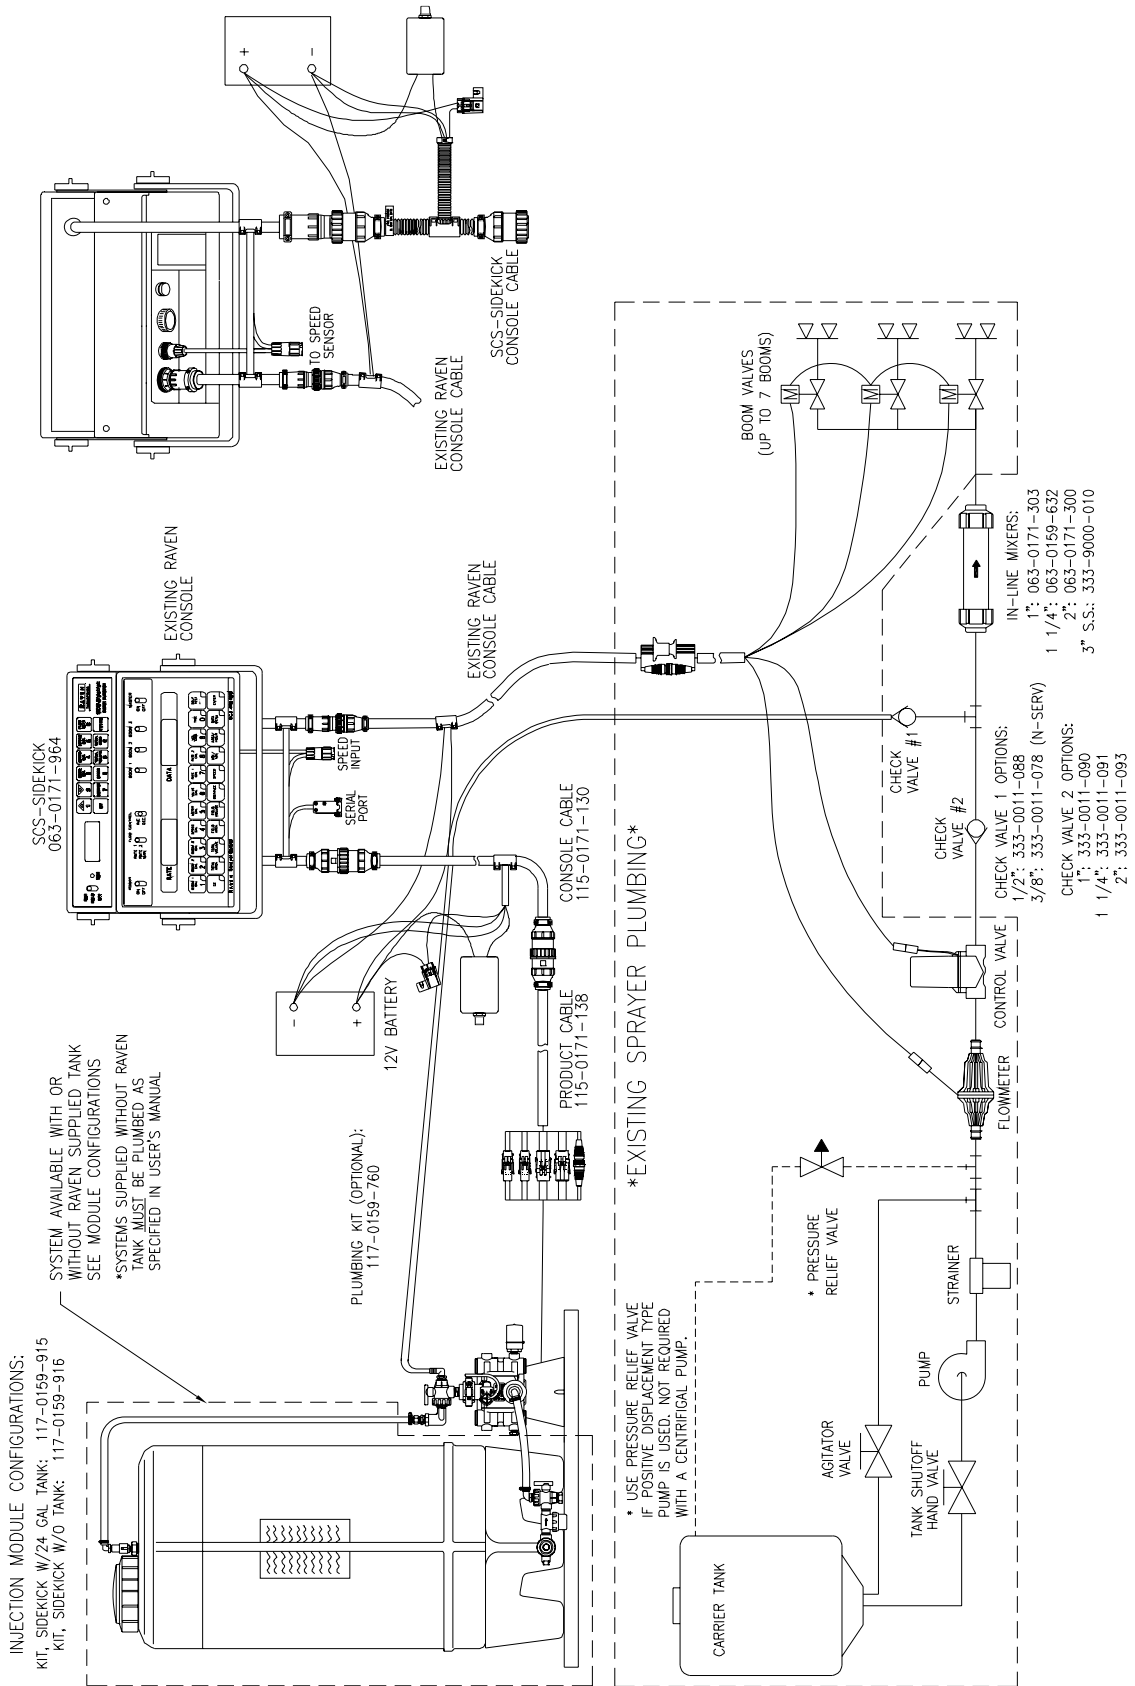 INJECTION MODULE CONFIGURATIONS:
KIT, SIDEKICK W/24 GAL TANK: 117-0159-915
KIT, SIDEKICK W/O TANK: 117-0159-916
SYSTEM AVAILABLE WITH OR
WITHOUT RAVEN SUPPLIED TANK
SEE MODULE CONFIGURATIONS
*SYSTEMS SUPPLIED WITHOUT RAVEN
TANK MUST BE PLUMBED AS
SPECIFIED IN USER'S MANUAL
SCS-SIDEKICK
063-0171-964
EXISTING RAVEN
CONSOLE
RAVEN
RATE
DATA
SERIAL
PORT
SPEED
INPUT
-
+
12V BATTERY
PLUMBING KIT (OPTIONAL):
117-0159-760
PRODUCT CABLE
115-0171-138
CONSOLE CABLE
115-0171-130
EXISTING RAVEN
CONSOLE CABLE
TO SPEED
SENSOR
EXISTING RAVEN
CONSOLE CABLE
SCS-SIDEKICK
CONSOLE CABLE
+
-
*EXISTING SPRAYER PLUMBING*
BOOM VALVES
(UP TO 7 BOOMS)
M
M
M
* USE PRESSURE RELIEF VALVE
IF POSITIVE DISPLACEMENT TYPE
PUMP IS USED. NOT REQUIRED
WITH A CENTRIFIGAL PUMP.
CARRIER TANK
AGITATOR
VALVE
TANK SHUTOFF
HAND VALVE
PUMP
STRAINER
* PRESSURE
RELIEF VALVE
FLOWMETER
CONTROL VALVE
CHECK
VALVE #2
CHECK
VALVE #1
CHECK VALVE 1 OPTIONS:
1/2": 333-0011-088
3/8": 333-0011-078 (N-SERV)
CHECK VALVE 2 OPTIONS:
1": 333-0011-090
1 1/4": 333-0011-091
2": 333-0011-093
IN-LINE MIXERS:
1": 063-0171-303
1 1/4": 063-0159-632
2": 063-0171-300
3" S.S.: 333-9000-010